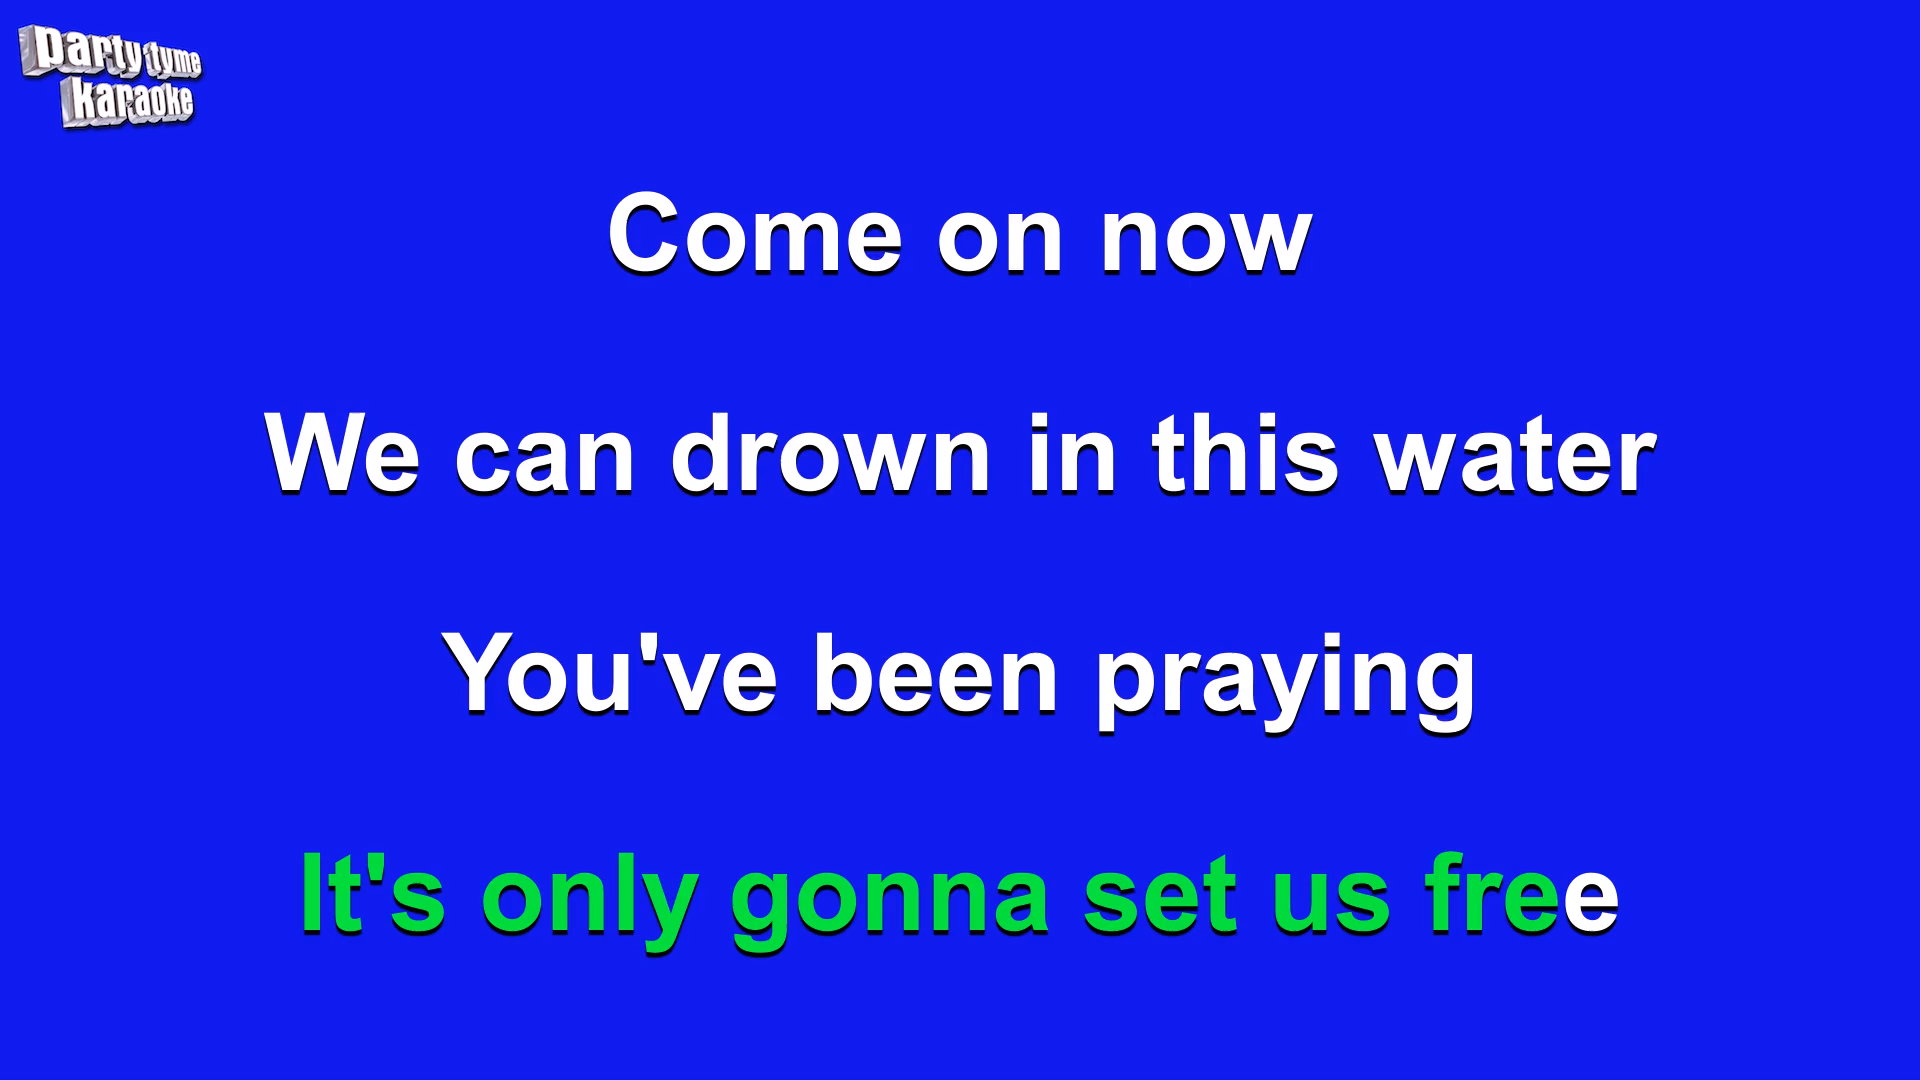 party tyme
karaoke
Come on now
We can drown in this water
You've been praying
It's only gonna set us free